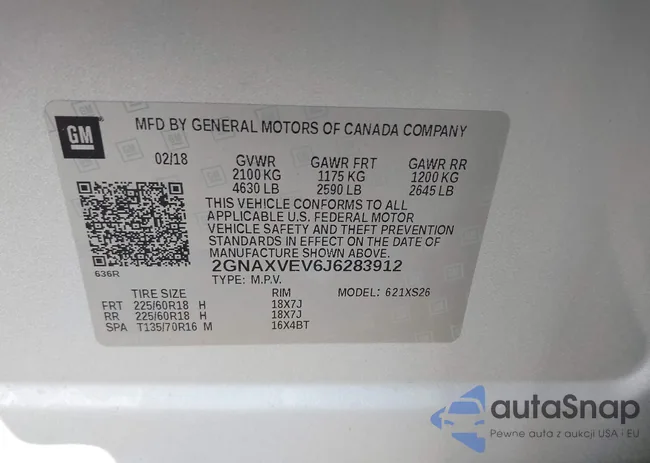 GM
MFD BY GENERAL MOTORS OF CANADA COMPANY
02/18 GVWR GAWR FRT GAWR RR
2100 KG 1175 KG 1200 KG
4630 LB 2590 LB 2645 LB
THIS VEHICLE CONFORMS TO ALL
APPLICABLE U.S. FEDERAL MOTOR
VEHICLE SAFETY AND THEFT PREVENTION
STANDARDS IN EFFECT ON THE DATE OF
MANUFACTURE SHOWN ABOVE.
2GNAXVEV6J6283912
636R TYPE: M.P.V.
TIRE SIZE RIM MODEL: 621XS26
FRT 225/60R18 H 18X7J
RR 225/60R18 H 18X7J
SPA T135/70R16 M 16X4BT
autaSnap
Pewne auta z aukcji USA i EU